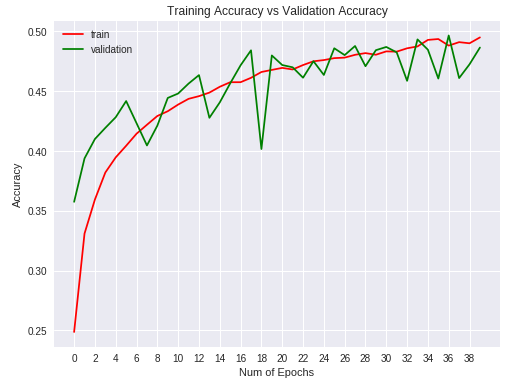 Training Accuracy vs Validation Accuracy
train
validation
0.50
0.45
0.40
0.35
0.30
0.25
Accuracy
0 2 4 6 8 10 12 14 16 18 20 22 24 26 28 30 32 34 36 38
Num of Epochs